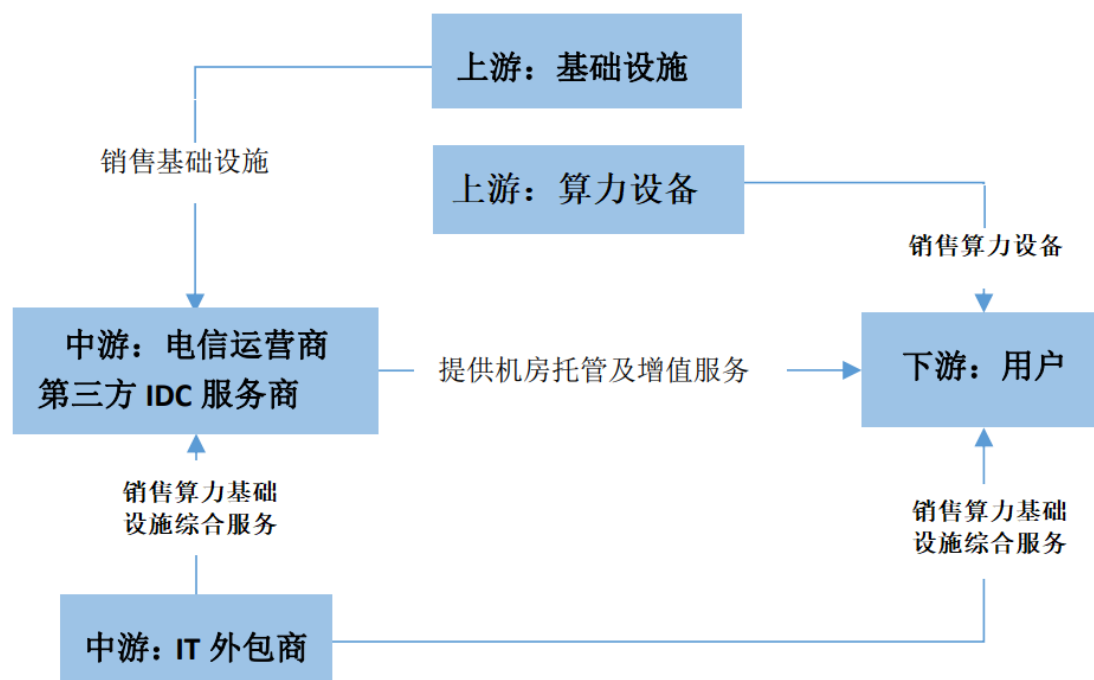 上游：基础设施
销售基础设施
上游：算力设备
销售算力设备
中游：电信运营商
第三方 IDC 服务商
提供机房托管及增值服务
下游：用户
销售算力基础
设施综合服务
销售算力基础
设施综合服务
中游：IT 外包商